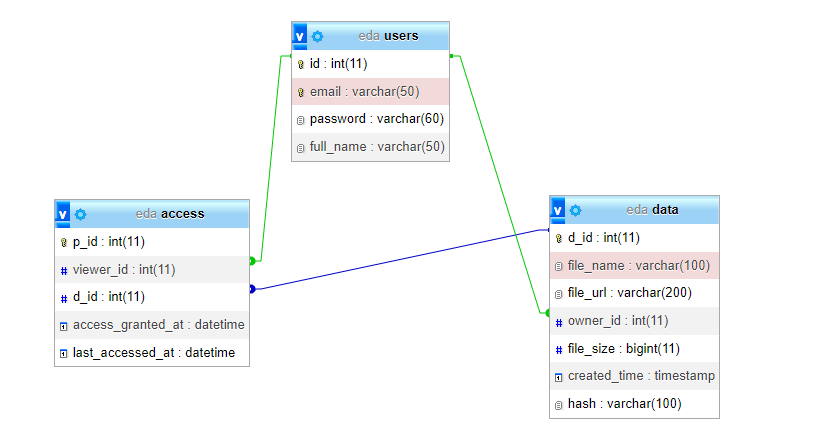 v eda users
id : int(11)
email : varchar(50)
password : varchar(60)
full_name : varchar(50)
v eda access
p_id : int(11)
# viewer_id : int(11)
# d_id : int(11)
access_granted_at : datetime
last_accessed_at : datetime
v eda data
d_id : int(11)
file_name : varchar(100)
file_url : varchar(200)
# owner_id : int(11)
# file_size : bigint(11)
created_time : timestamp
hash : varchar(100)